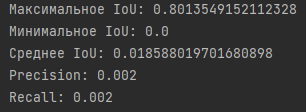 Максимальное IoU: 0.8013549152112328
Минимальное IoU: 0.0
Среднее IoU: 0.018588019701680898
Precision: 0.002
Recall: 0.002